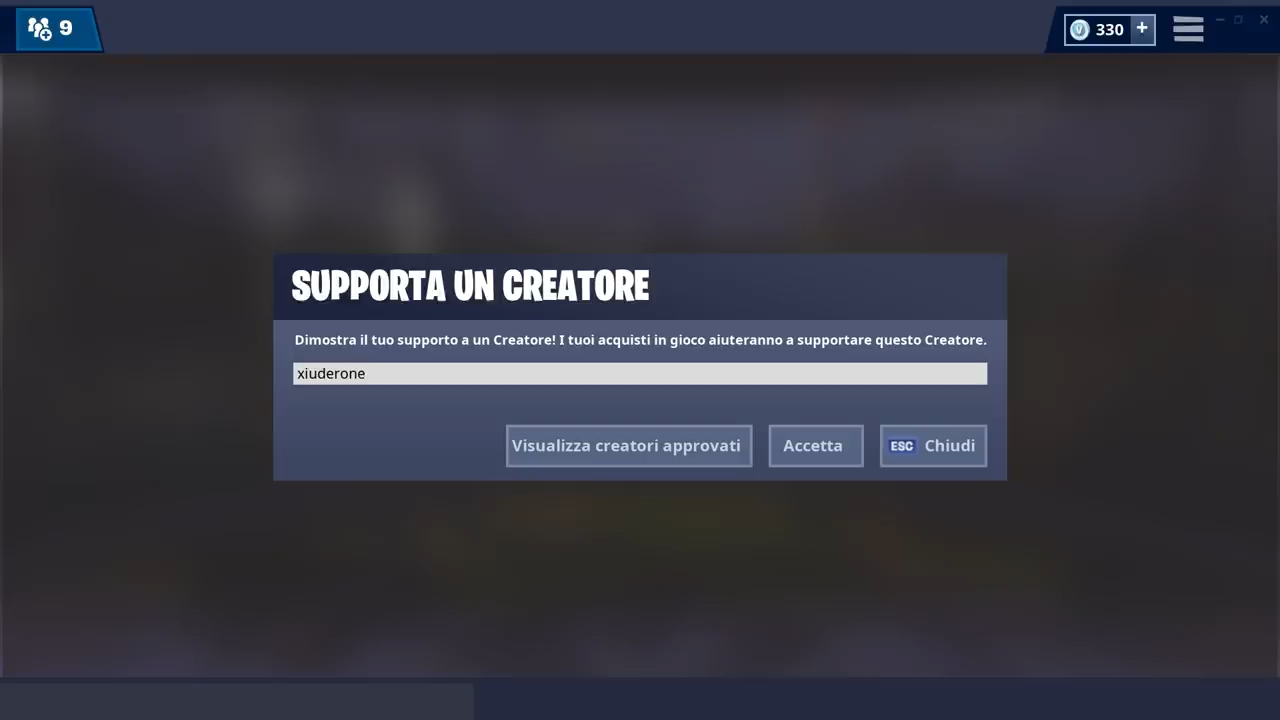 9
330 +
SUPPORTA UN CREATORE
Dimostra il tuo supporto a un Creatore! I tuoi acquisti in gioco aiuteranno a supportare questo Creatore.
xiuderone
Visualizza creatori approvati
Accetta
ESC Chiudi